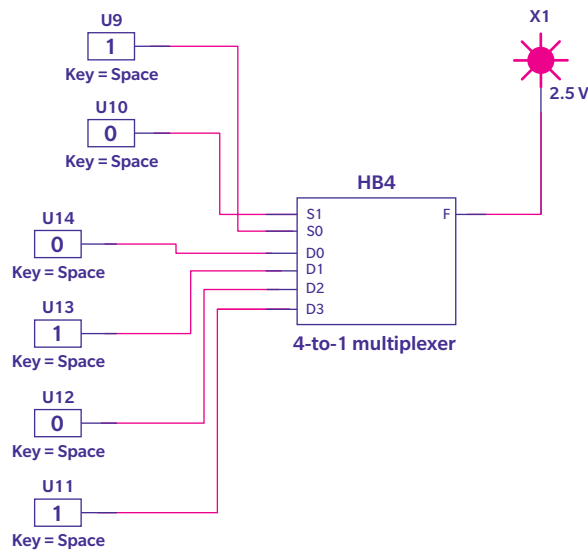 U9
1
Key = Space
U10
0
Key = Space
U14
0
Key = Space
U13
1
Key = Space
U12
0
Key = Space
U11
1
Key = Space
HB4
S1
S0
D0
D1
D2
D3
F
4-to-1 multiplexer
X1
2.5 V